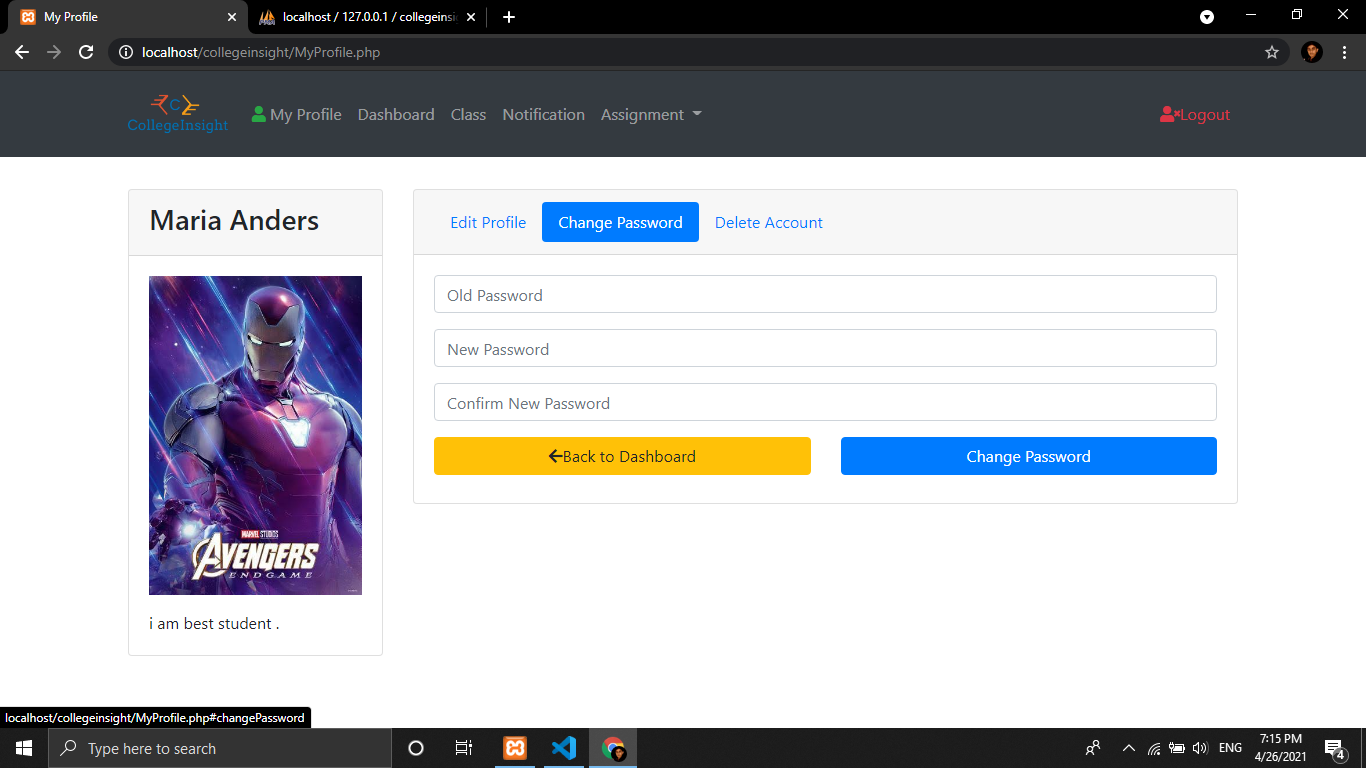 My Profile
localhost / 127.0.0.1 / collegeinsi
localhost/collegeinsight/MyProfile.php
CollegeInsight
My Profile Dashboard Class Notification Assignment
Logout
Maria Anders
Edit Profile Change Password Delete Account
Old Password
New Password
Confirm New Password
Back to Dashboard Change Password
MARVEL STUDIOS
AVENGERS
ENDGAME
i am best student .
localhost/collegeinsight/MyProfile.php#changePassword
Type here to search
ENG
7:15 PM
4/26/2021
4